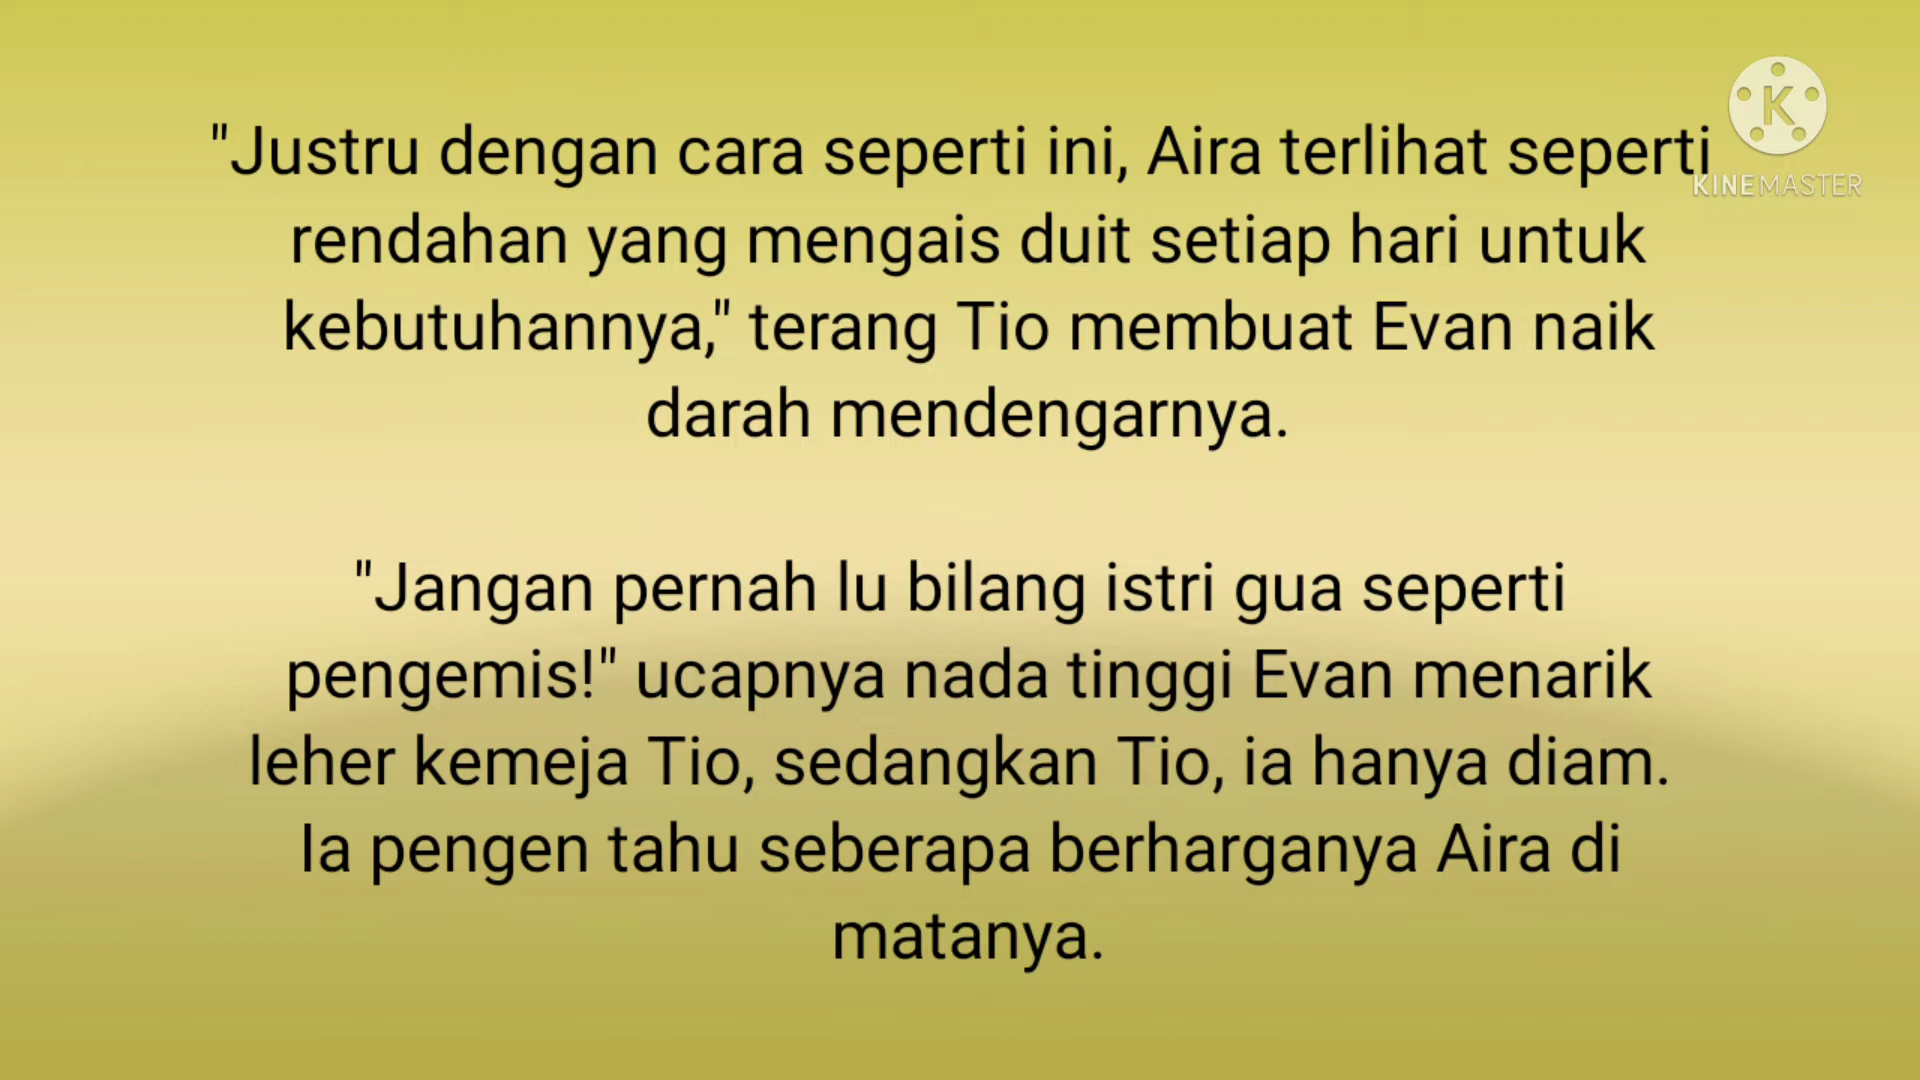 "Justru dengan cara seperti ini, Aira terlihat seperti
rendahan yang mengais duit setiap hari untuk
kebutuhannya," terang Tio membuat Evan naik
darah mendengarnya.
"Jangan pernah lu bilang istri gua seperti
pengemis!" ucapnya nada tinggi Evan menarik
leher kemeja Tio, sedangkan Tio, ia hanya diam.
Ia pengen tahu seberapa berharganya Aira di
matanya.
K
KINEMASTER